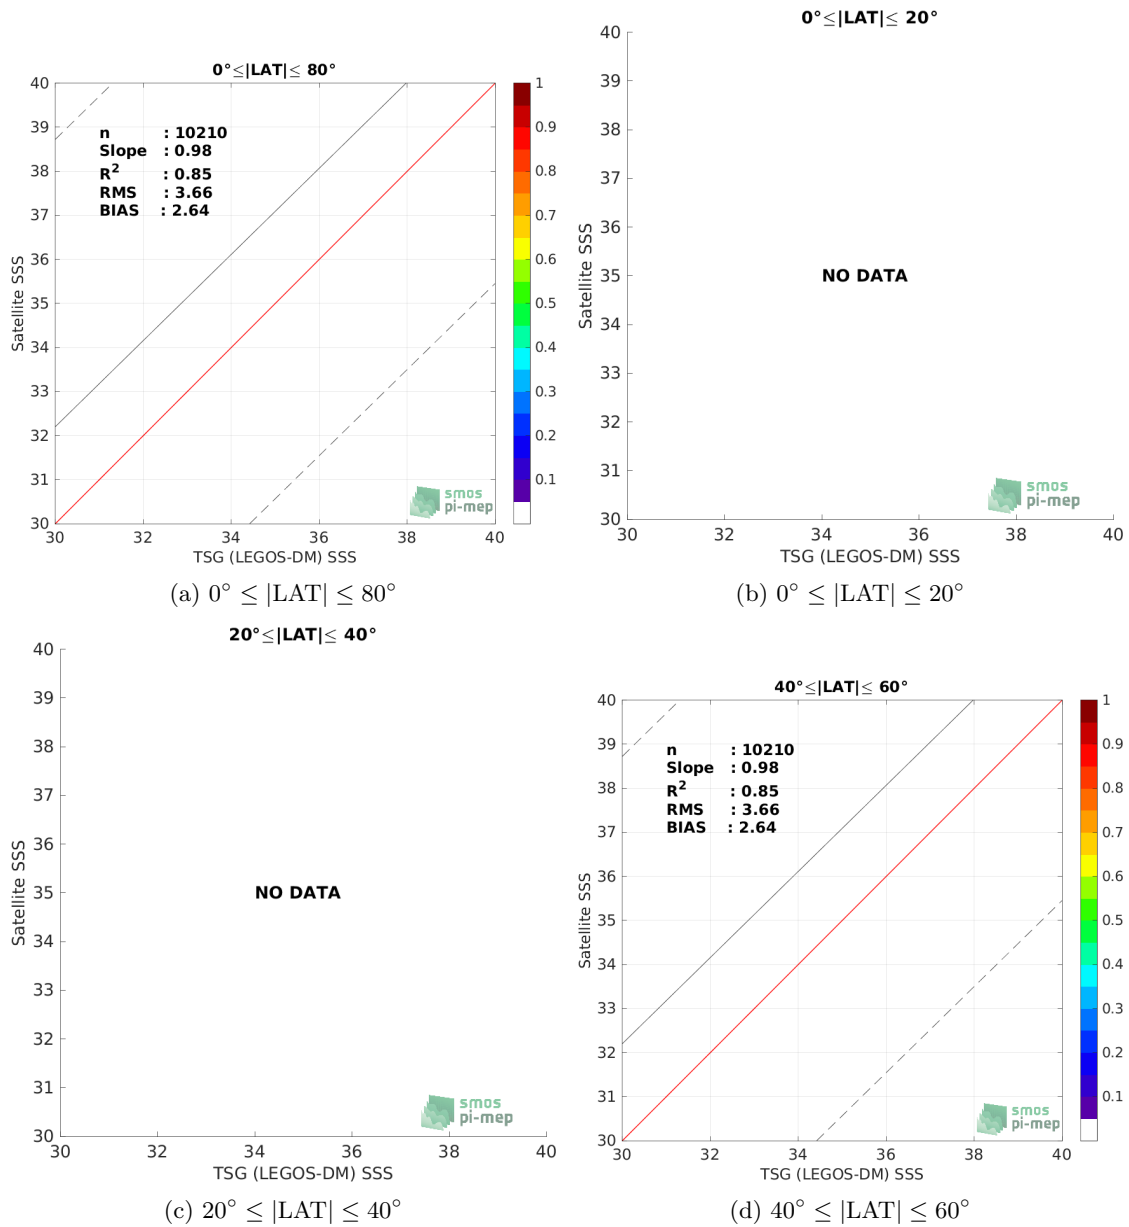 0°≤|LAT|≤ 80°
40
39
38
37
36
35
34
33
32
31
30
Satellite SSS
n : 10210
Slope : 0.98
R² : 0.85
RMS : 3.66
BIAS : 2.64
smos
pi-mep
30 32 34 36 38 40
TSG (LEGOS-DM) SSS
1
0.9
0.8
0.7
0.6
0.5
0.4
0.3
0.2
0.1
(a) 0° ≤ |LAT| ≤ 80°
0°≤|LAT|≤ 20°
40
39
38
37
36
35
34
33
32
31
30
Satellite SSS
NO DATA
smos
pi-mep
30 32 34 36 38 40
TSG (LEGOS-DM) SSS
(b) 0° ≤ |LAT| ≤ 20°
20°≤|LAT|≤ 40°
40
39
38
37
36
35
34
33
32
31
30
Satellite SSS
NO DATA
smos
pi-mep
30 32 34 36 38 40
TSG (LEGOS-DM) SSS
(c) 20° ≤ |LAT| ≤ 40°
40°≤|LAT|≤ 60°
40
39
38
37
36
35
34
33
32
31
30
Satellite SSS
n : 10210
Slope : 0.98
R² : 0.85
RMS : 3.66
BIAS : 2.64
smos
pi-mep
30 32 34 36 38 40
TSG (LEGOS-DM) SSS
1
0.9
0.8
0.7
0.6
0.5
0.4
0.3
0.2
0.1
(d) 40° ≤ |LAT| ≤ 60°